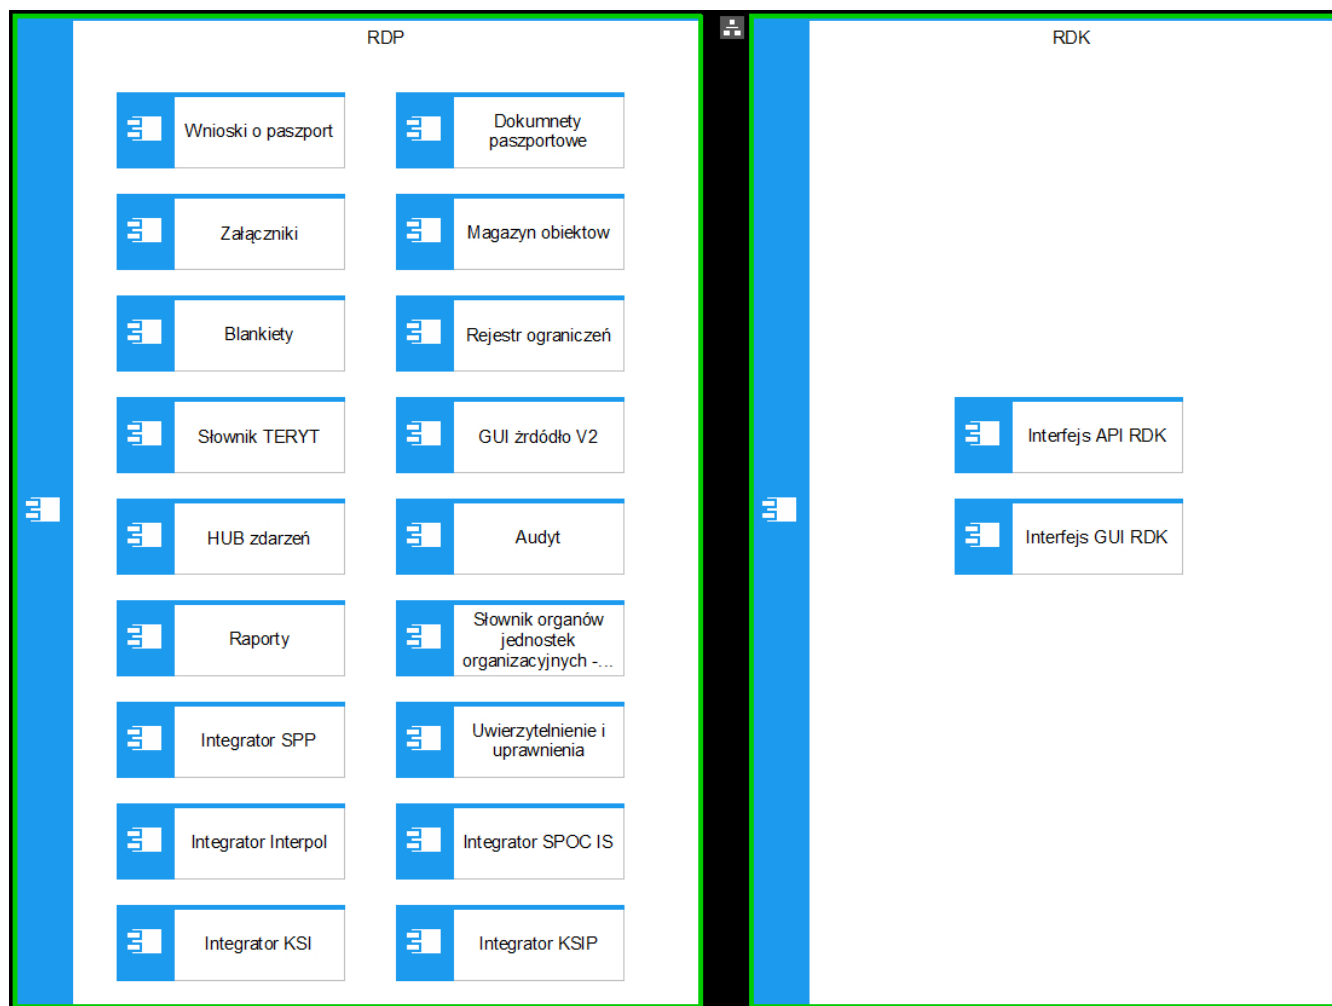 RDP
Wnioski o paszport
Dokumnety
paszportowe
Załączniki
Magazyn obiektow
Blankiety
Rejestr ograniczeń
Słownik TERYT
GUI żrdódło V2
HUB zdarzeń
Audyt
Raporty
Słownik organów
jednostek
organizacyjnych -...
Integrator SPP
Uwierzytelnienie i
uprawnienia
Integrator Interpol
Integrator SPOC IS
Integrator KSI
Integrator KSIP
RDK
Interfejs API RDK
Interfejs GUI RDK